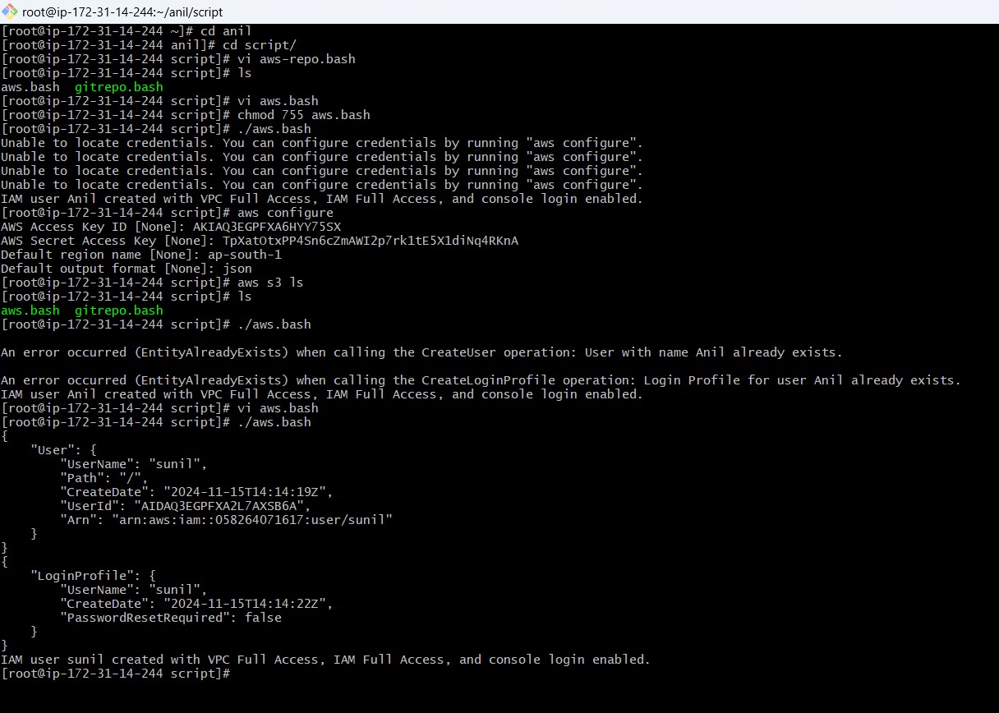 root@ip-172-31-14-244:~/anil/script
[root@ip-172-31-14-244 ~]# cd anil
[root@ip-172-31-14-244 anil]# cd script/
[root@ip-172-31-14-244 script]# vi aws-repo.bash
[root@ip-172-31-14-244 script]# ls
aws.bash  gitrepo.bash
[root@ip-172-31-14-244 script]# vi aws.bash
[root@ip-172-31-14-244 script]# chmod 755 aws.bash
[root@ip-172-31-14-244 script]# ./aws.bash
Unable to locate credentials. You can configure credentials by running "aws configure".
Unable to locate credentials. You can configure credentials by running "aws configure".
Unable to locate credentials. You can configure credentials by running "aws configure".
Unable to locate credentials. You can configure credentials by running "aws configure".
IAM user Anil created with VPC Full Access, IAM Full Access, and console login enabled.
[root@ip-172-31-14-244 script]# aws configure
AWS Access Key ID [None]: AKIAQ3EGPFXA6HYY75SX
AWS Secret Access Key [None]: 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
Default region name [None]: ap-south-1
Default output format [None]: json
[root@ip-172-31-14-244 script]# aws s3 ls
[root@ip-172-31-14-244 script]# ls
aws.bash  gitrepo.bash
[root@ip-172-31-14-244 script]# ./aws.bash

An error occurred (EntityAlreadyExists) when calling the CreateUser operation: User with name Anil already exists.

An error occurred (EntityAlreadyExists) when calling the CreateLoginProfile operation: Login Profile for user Anil already exists.
IAM user Anil created with VPC Full Access, IAM Full Access, and console login enabled.
[root@ip-172-31-14-244 script]# vi aws.bash
[root@ip-172-31-14-244 script]# ./aws.bash
{
    "User": {
        "UserName": "sunil",
        "Path": "/",
        "CreateDate": "2024-11-15T14:14:19Z",
        "UserId": "AIDAQ3EGPFXA2L7AXSB6A",
        "Arn": "arn:aws:iam::058264071617:user/sunil"
    }
}
{
    "LoginProfile": {
        "UserName": "sunil",
        "CreateDate": "2024-11-15T14:14:22Z",
        "PasswordResetRequired": false
    }
}
IAM user sunil created with VPC Full Access, IAM Full Access, and console login enabled.
[root@ip-172-31-14-244 script]#